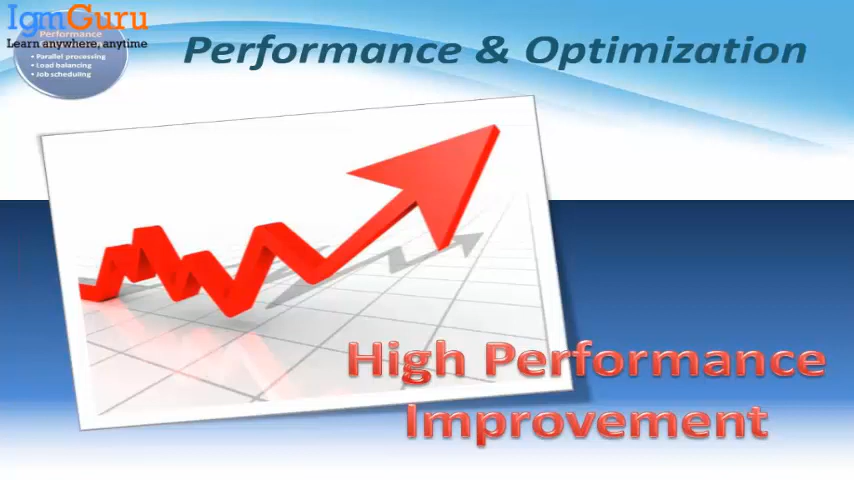 IgmGuru
Learn anywhere, anytime
Performance
• Parallel processing
• Load balancing
• Job scheduling
Performance & Optimization
High Performance
Improvement